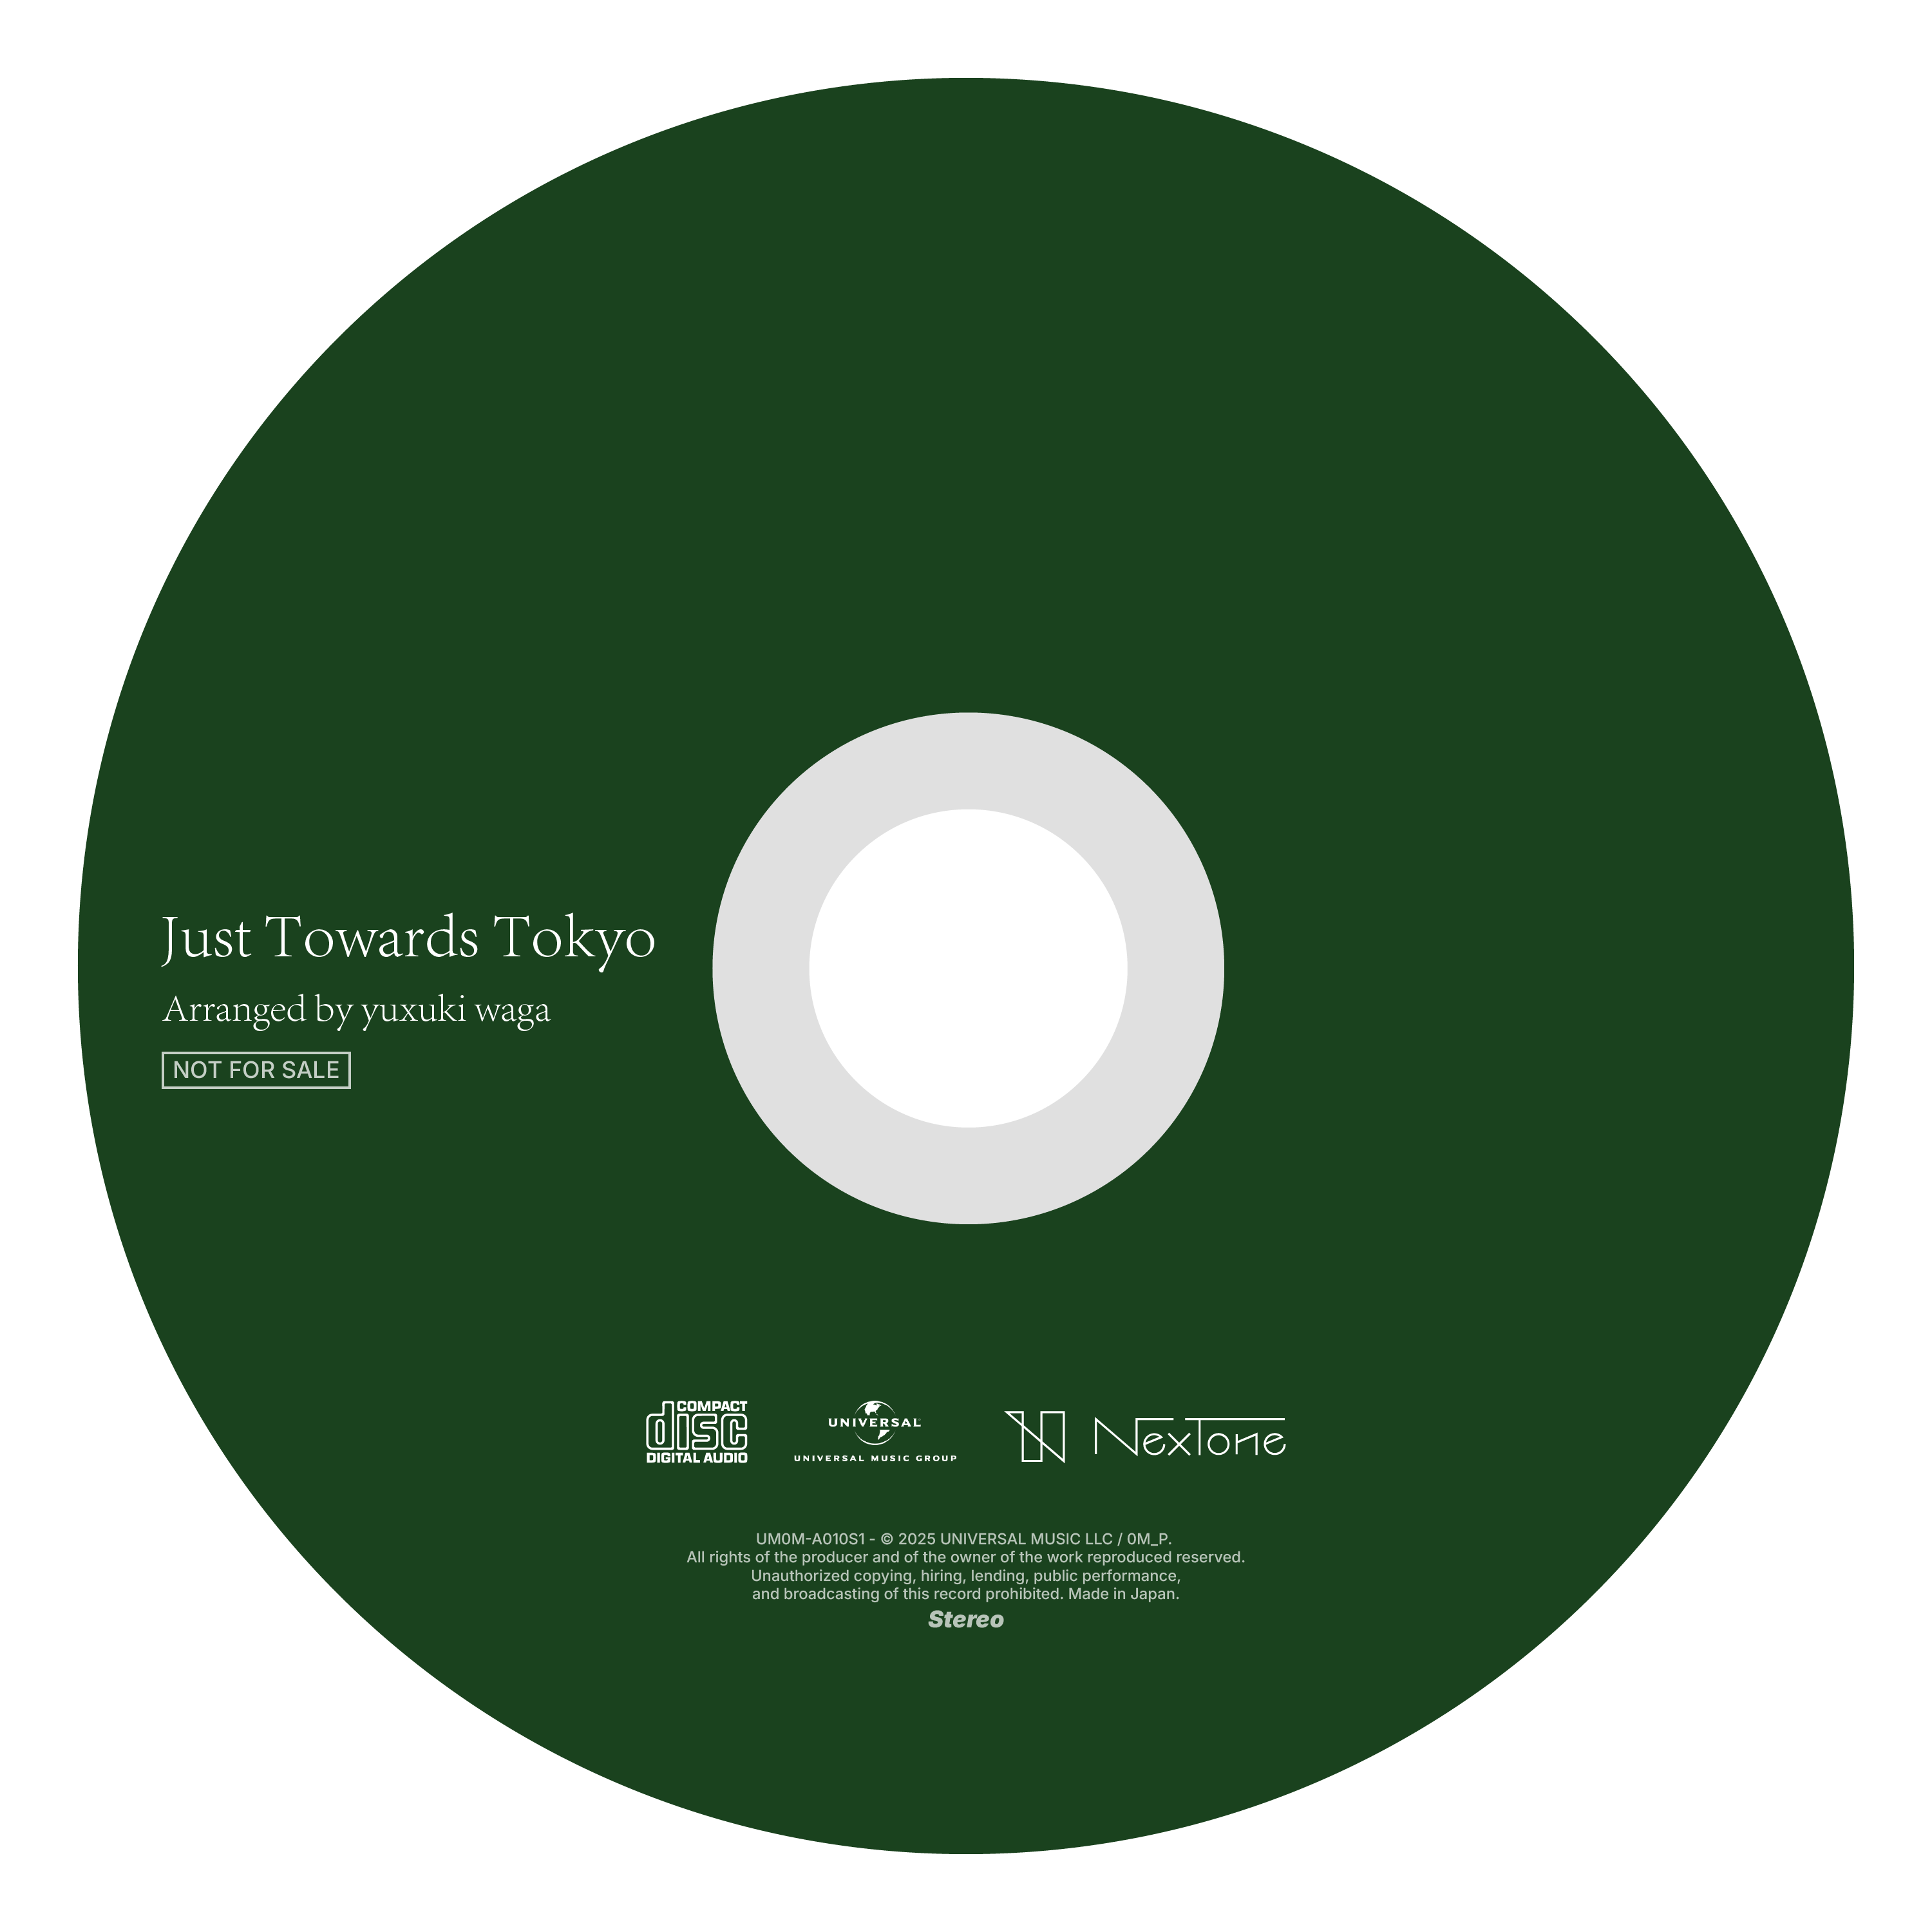 Just Towards Tokyo
Arranged by yuxuki waga
NOT FOR SALE
COMPACT
disc
DIGITAL AUDIO
UNIVERSAL
UNIVERSAL MUSIC GROUP
NexTone
UM0M-A010S1 - © 2025 UNIVERSAL MUSIC LLC / 0M_P.
All rights of the producer and of the owner of the work reproduced reserved.
Unauthorized copying, hiring, lending, public performance,
and broadcasting of this record prohibited. Made in Japan.
Stereo